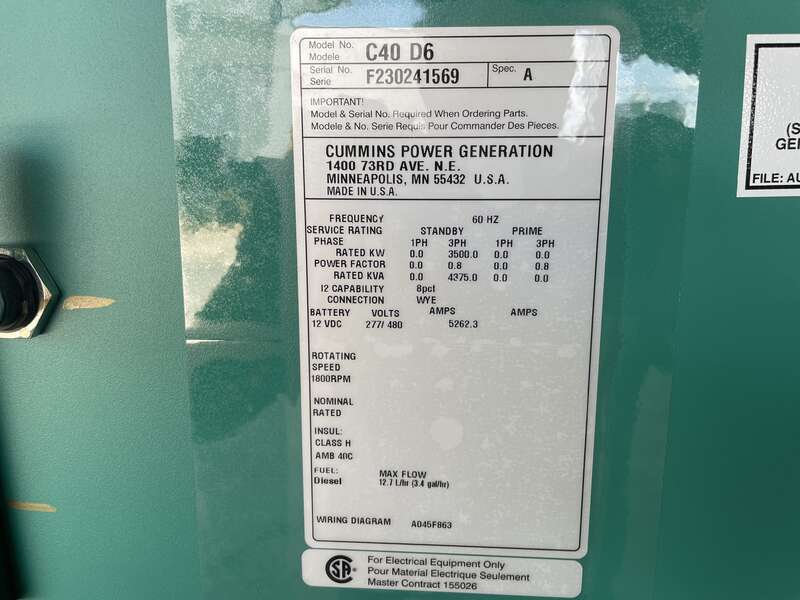 Model No. C40 D6
Modele
Serial No. F230241569 Spec. A
Serie
IMPORTANT!
Model & Serial No. Required When Ordering Parts.
Modele & No. Serie Requis Pour Commander Des Pieces.
CUMMINS POWER GENERATION
1400 73RD AVE. N.E.
MINNEAPOLIS, MN 55432 U.S.A.
MADE IN U.S.A.
FREQUENCY 60 HZ
SERVICE RATING STANDBY PRIME
PHASE 1PH 3PH 1PH 3PH
RATED KW 0.0 3500.0 0.0 0.0
POWER FACTOR 0.0 0.8 0.0 0.8
RATED KVA 0.0 4375.0 0.0 0.0
I2 CAPABILITY 8pct
CONNECTION WYE
BATTERY VOLTS AMPS AMPS
12 VDC 277/ 480 5262.3
ROTATING
SPEED
1800RPM
NOMINAL
RATED
INSUL:
CLASS H
AMB 40C
FUEL: MAX FLOW
Diesel 12.7 L/hr (3.4 gal/hr)
WIRING DIAGRAM A045F863
CSA
For Electrical Equipment Only
Pour Material Electrique Seulement
Master Contract 155026
(S
GE
FILE: AU